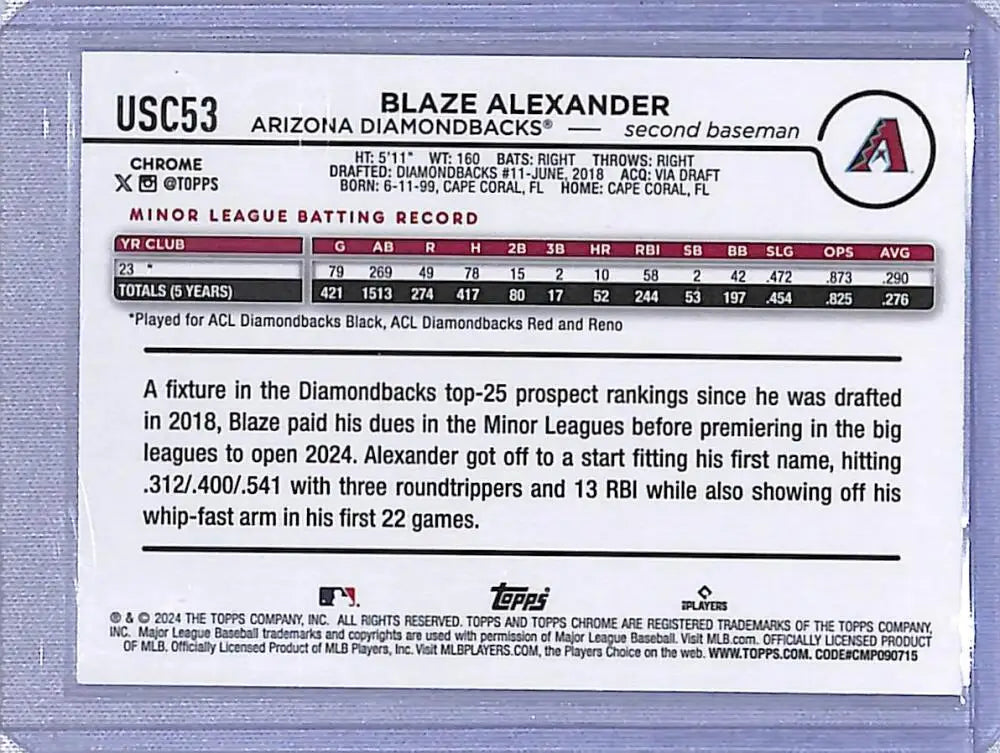 USC53
BLAZE ALEXANDER
ARIZONA DIAMONDBACKS® — second baseman
CHROME
@TOPPS
HT: 5'11" WT: 160 BATS: RIGHT THROWS: RIGHT
DRAFTED: DIAMONDBACKS #11-JUNE, 2018 ACQ: VIA DRAFT
BORN: 6-11-99, CAPE CORAL, FL HOME: CAPE CORAL, FL
MINOR LEAGUE BATTING RECORD
YR CLUB G AB R H 2B 3B HR RBI SB BB SLG OPS AVG
23 * 79 269 49 78 15 2 10 58 2 42 .472 .873 .290
TOTALS (5 YEARS) 421 1513 274 417 80 17 52 244 53 197 .454 .825 .276
*Played for ACL Diamondbacks Black, ACL Diamondbacks Red and Reno
A fixture in the Diamondbacks top-25 prospect rankings since he was drafted
in 2018, Blaze paid his dues in the Minor Leagues before premiering in the big
leagues to open 2024. Alexander got off to a start fitting his first name, hitting
.312/.400/.541 with three roundtrippers and 13 RBI while also showing off his
whip-fast arm in his first 22 games.
Topps
PLAYERS
® & © 2024 THE TOPPS COMPANY, INC. ALL RIGHTS RESERVED. TOPPS AND TOPPS CHROME ARE REGISTERED TRADEMARKS OF THE TOPPS COMPANY,
INC. Major League Baseball trademarks and copyrights are used with permission of Major League Baseball. Visit MLB.com. OFFICIALLY LICENSED PRODUCT
OF MLB. Officially Licensed Product of MLB Players, Inc. Visit MLBPLAYERS.COM, the Players Choice on the web. WWW.TOPPS.COM. CODE#CMP090715